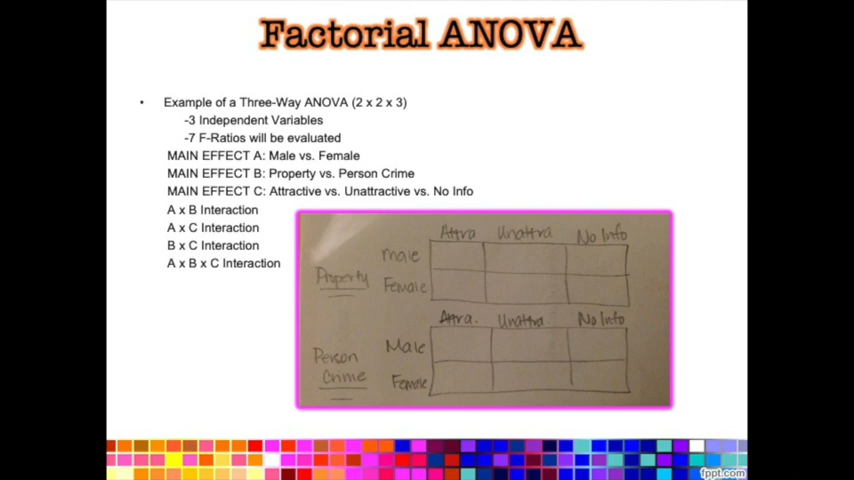 Factorial ANOVA
• Example of a Three-Way ANOVA (2 x 2 x 3)
-3 Independent Variables
-7 F-Ratios will be evaluated
MAIN EFFECT A: Male vs. Female
MAIN EFFECT B: Property vs. Person Crime
MAIN EFFECT C: Attractive vs. Unattractive vs. No Info
A x B Interaction
A x C Interaction
B x C Interaction
A x B x C Interaction
Attra Unattra No Info
male
Property Female
Attra. Unattra. No Info
Male
Person
Crime Female
fppt.com